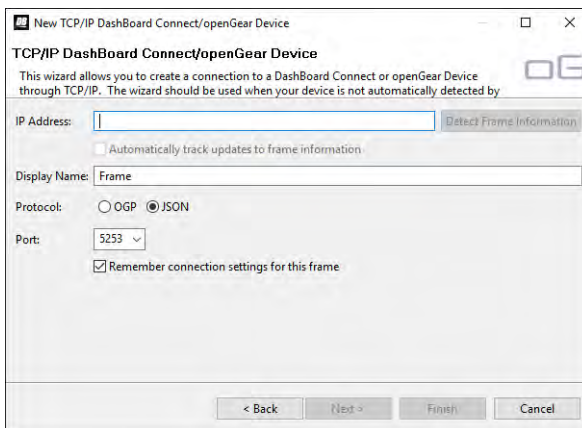 New TCP/IP DashBoard Connect/openGear Device
TCP/IP DashBoard Connect/openGear Device
This wizard allows you to create a connection to a DashBoard Connect or openGear Device
through TCP/IP. The wizard should be used when your device is not automatically detected by
IP Address:
Detect Frame Information
Automatically track updates to frame information
Display Name: Frame
Protocol: OGP JSON
Port: 5253
Remember connection settings for this frame
< Back Next > Finish Cancel